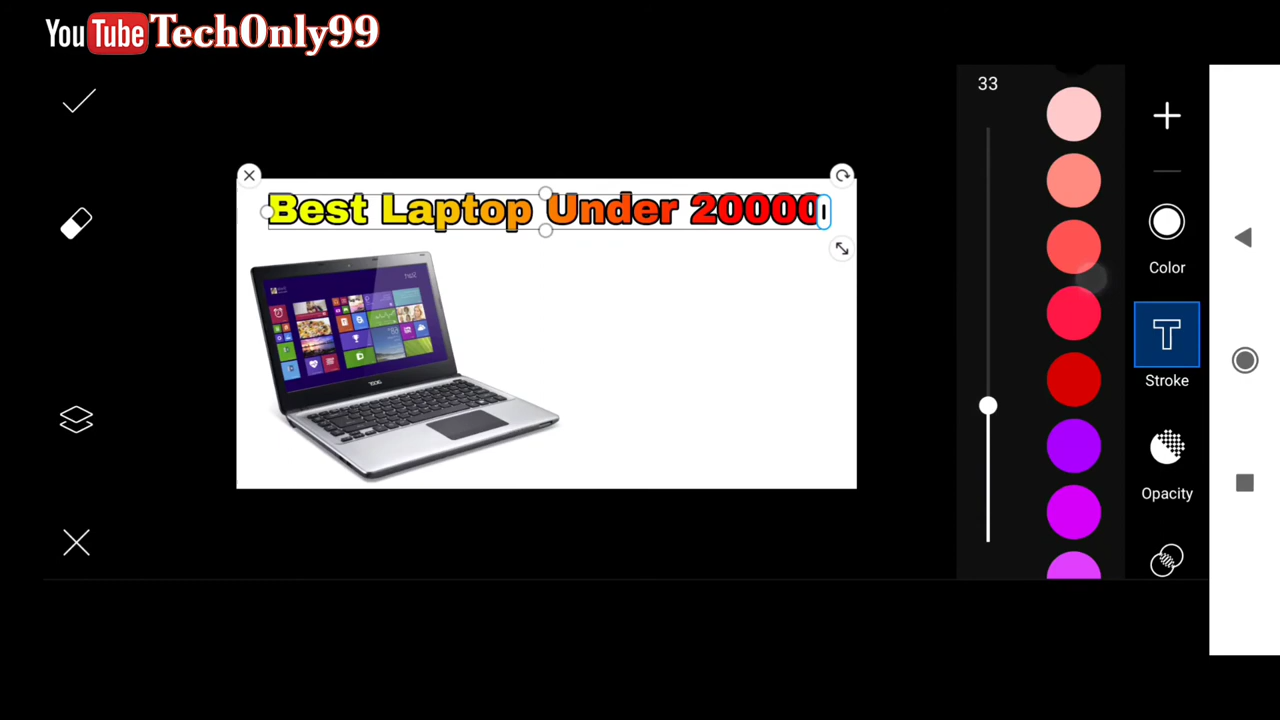 YouTube TechOnly99
33
Best Laptop Under 20000
Color
Stroke
Opacity